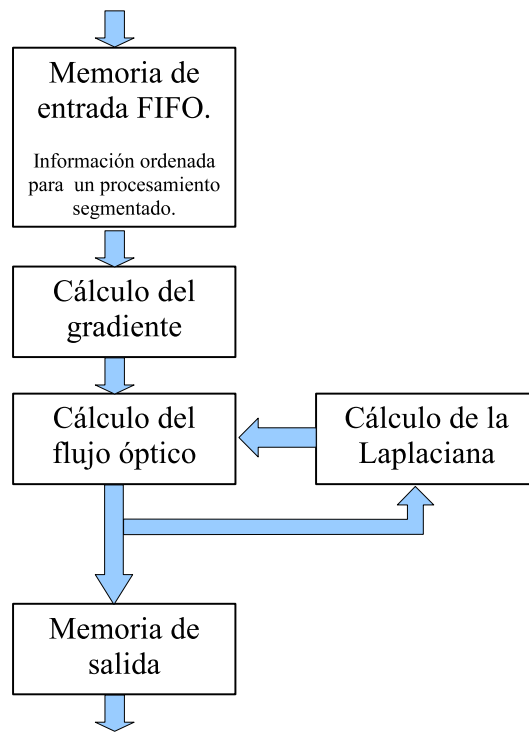 Memoria de
entrada FIFO.
Información ordenada
para un procesamiento
segmentado.
Cálculo del
gradiente
Cálculo del
flujo óptico
Cálculo de la
Laplaciana
Memoria de
salida